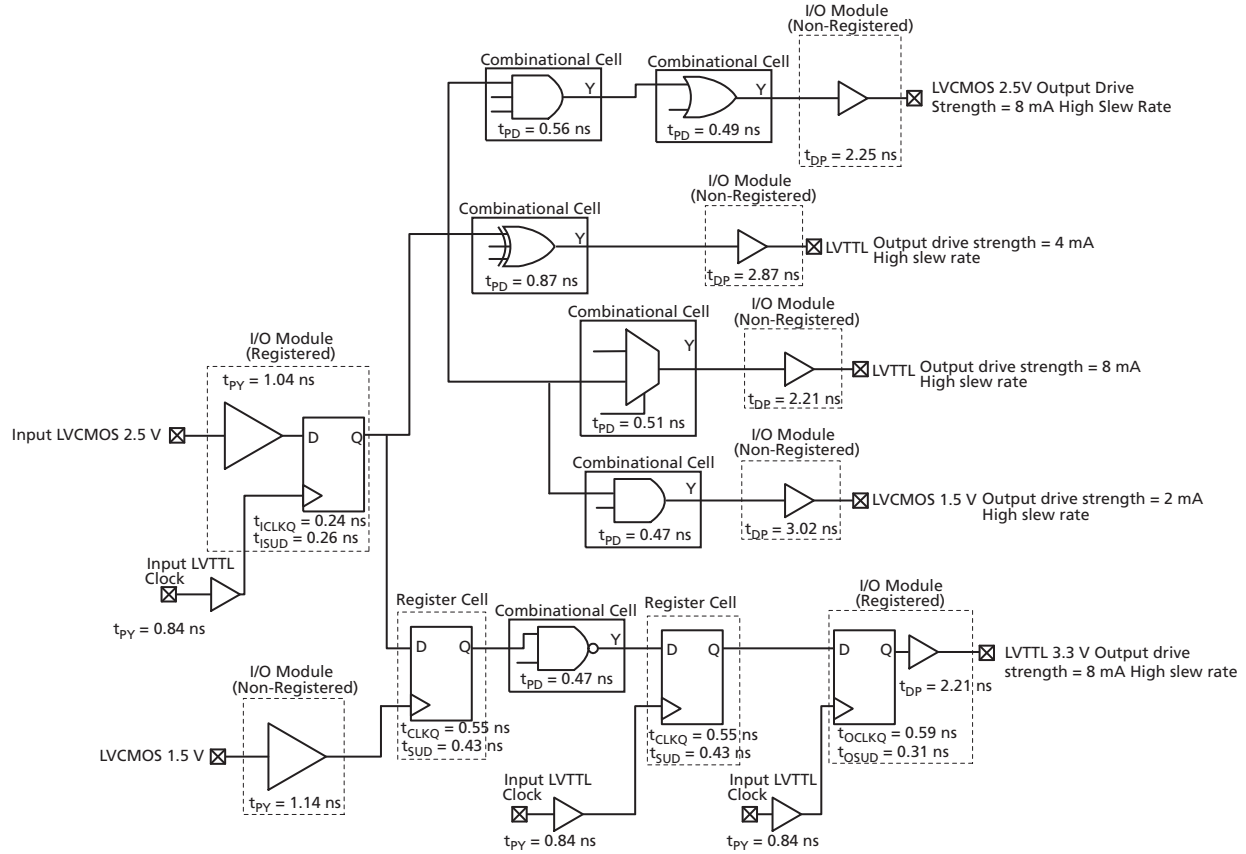 I/O Module
(Non-Registered)
Combinational Cell
Y
tPD = 0.56 ns
Combinational Cell
Y
tPD = 0.49 ns
tDP = 2.25 ns
LVCMOS 2.5V Output Drive
Strength = 8 mA High Slew Rate
I/O Module
(Non-Registered)
Combinational Cell
Y
tPD = 0.87 ns
tDP = 2.87 ns
LVTTL
Output drive strength = 4 mA
High slew rate
I/O Module
(Non-Registered)
Combinational Cell
Y
tPD = 0.51 ns
tDP = 2.21 ns
LVTTL
Output drive strength = 8 mA
High slew rate
I/O Module
(Registered)
tPY = 1.04 ns
Input LVCMOS 2.5 V
D
Q
tICLKQ = 0.24 ns
tISUD = 0.26 ns
Input LVTTL
Clock
tPY = 0.84 ns
I/O Module
(Non-Registered)
Combinational Cell
Y
tPD = 0.47 ns
tDP = 3.02 ns
LVCMOS 1.5 V
Output drive strength = 2 mA
High slew rate
Register Cell
D
Q
tCLKQ = 0.55 ns
tSUD = 0.43 ns
Combinational Cell
Y
tPD = 0.47 ns
Register Cell
D
Q
tCLKQ = 0.55 ns
tSUD = 0.43 ns
I/O Module
(Registered)
D
Q
tDP = 2.21 ns
tOCLKQ = 0.59 ns
tOSUD = 0.31 ns
LVTTL 3.3 V Output drive
strength = 8 mA High slew rate
I/O Module
(Non-Registered)
LVCMOS 1.5 V
tPY = 1.14 ns
Input LVTTL
Clock
tPY = 0.84 ns
Input LVTTL
Clock
tPY = 0.84 ns